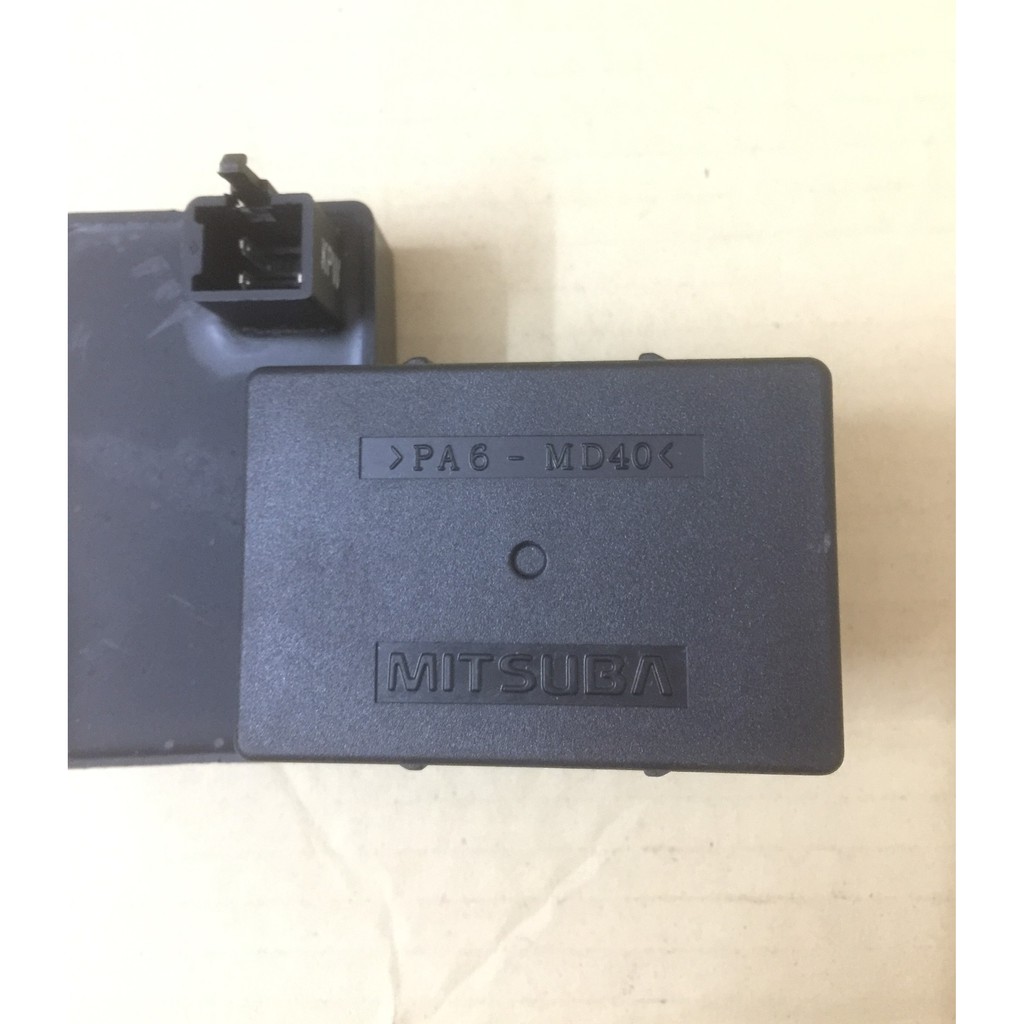 >PA6 - MD40<
MITSUBA